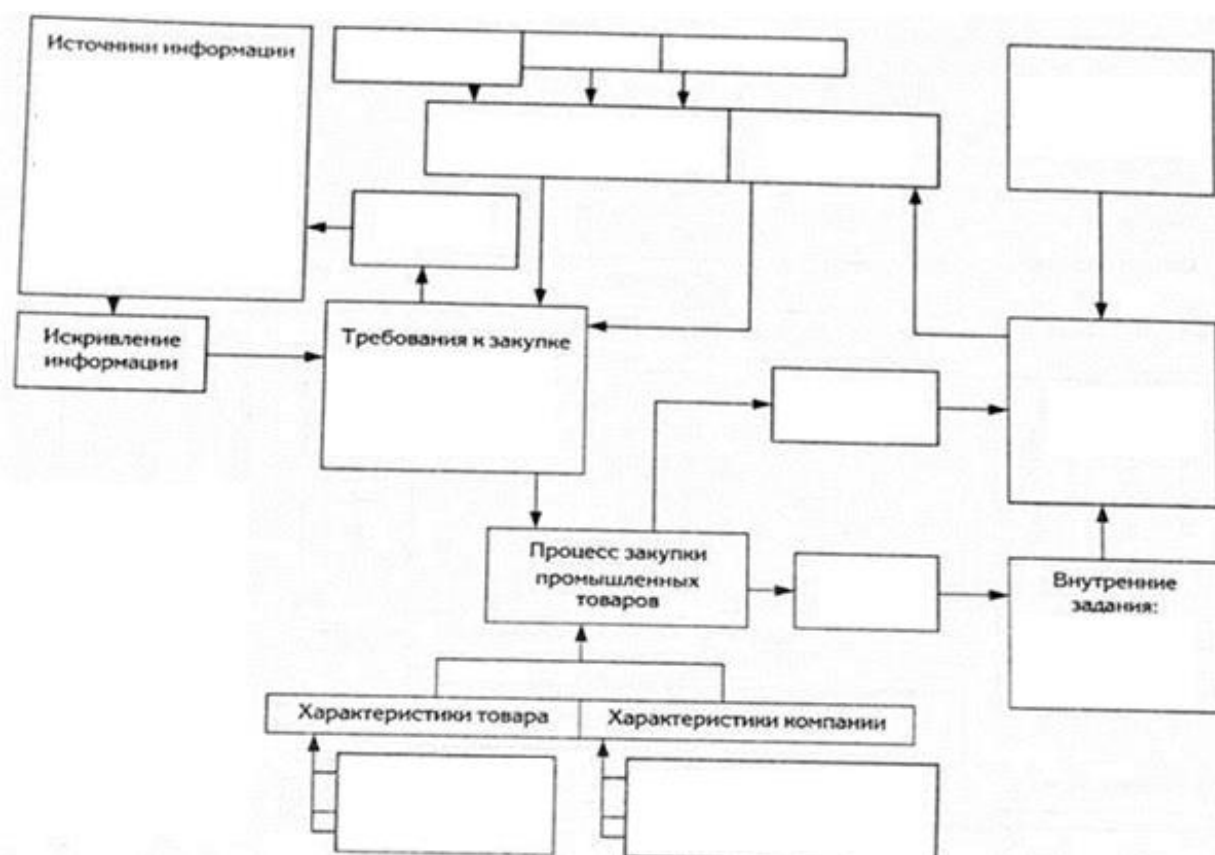 Источники информации
Искривление
информации
Требования к закупке
Процесс закупки
промышленных
товаров
Внутренние
задания:
Характеристики товара
Характеристики компании